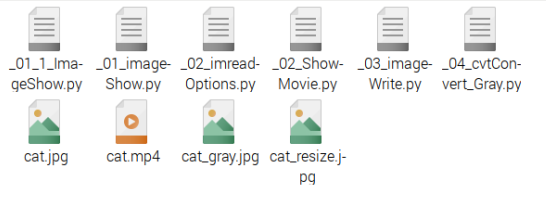 _01_1_Ima- _01_image- _02_imread- _02_Show- _03_image- _04_cvtCon-
geShow.py Show.py Options.py Movie.py Write.py vert_Gray.py
cat.jpg cat.mp4 cat_gray.jpg cat_resize.j-
pg